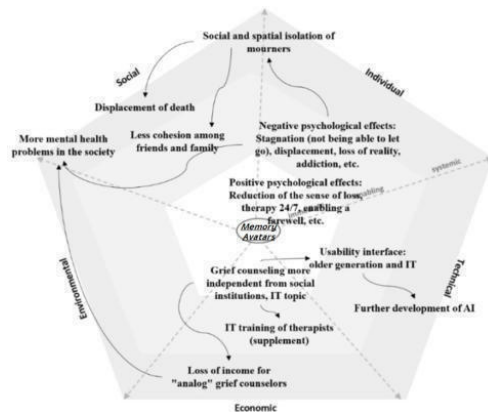 Social and spatial isolation of
mourners
Social
Individual
Displacement of death
Less cohesion among
friends and family
More mental health
problems in the society
Negative psychological effects:
Stagnation (not being able to let
go), displacement, loss of reality,
addiction, etc.
systemic
enabling
Positive psychological effects:
Reduction of the sense of loss,
therapy 24/7, enabling a
farewell, etc.
Memory
Avatars
Usability interface:
older generation and IT
Grief counseling more
independent from social
institutions, IT topic
Environmental
Technical
Further development of AI
IT training of therapists
(supplement)
Loss of income for
"analog" grief counselors
Economic